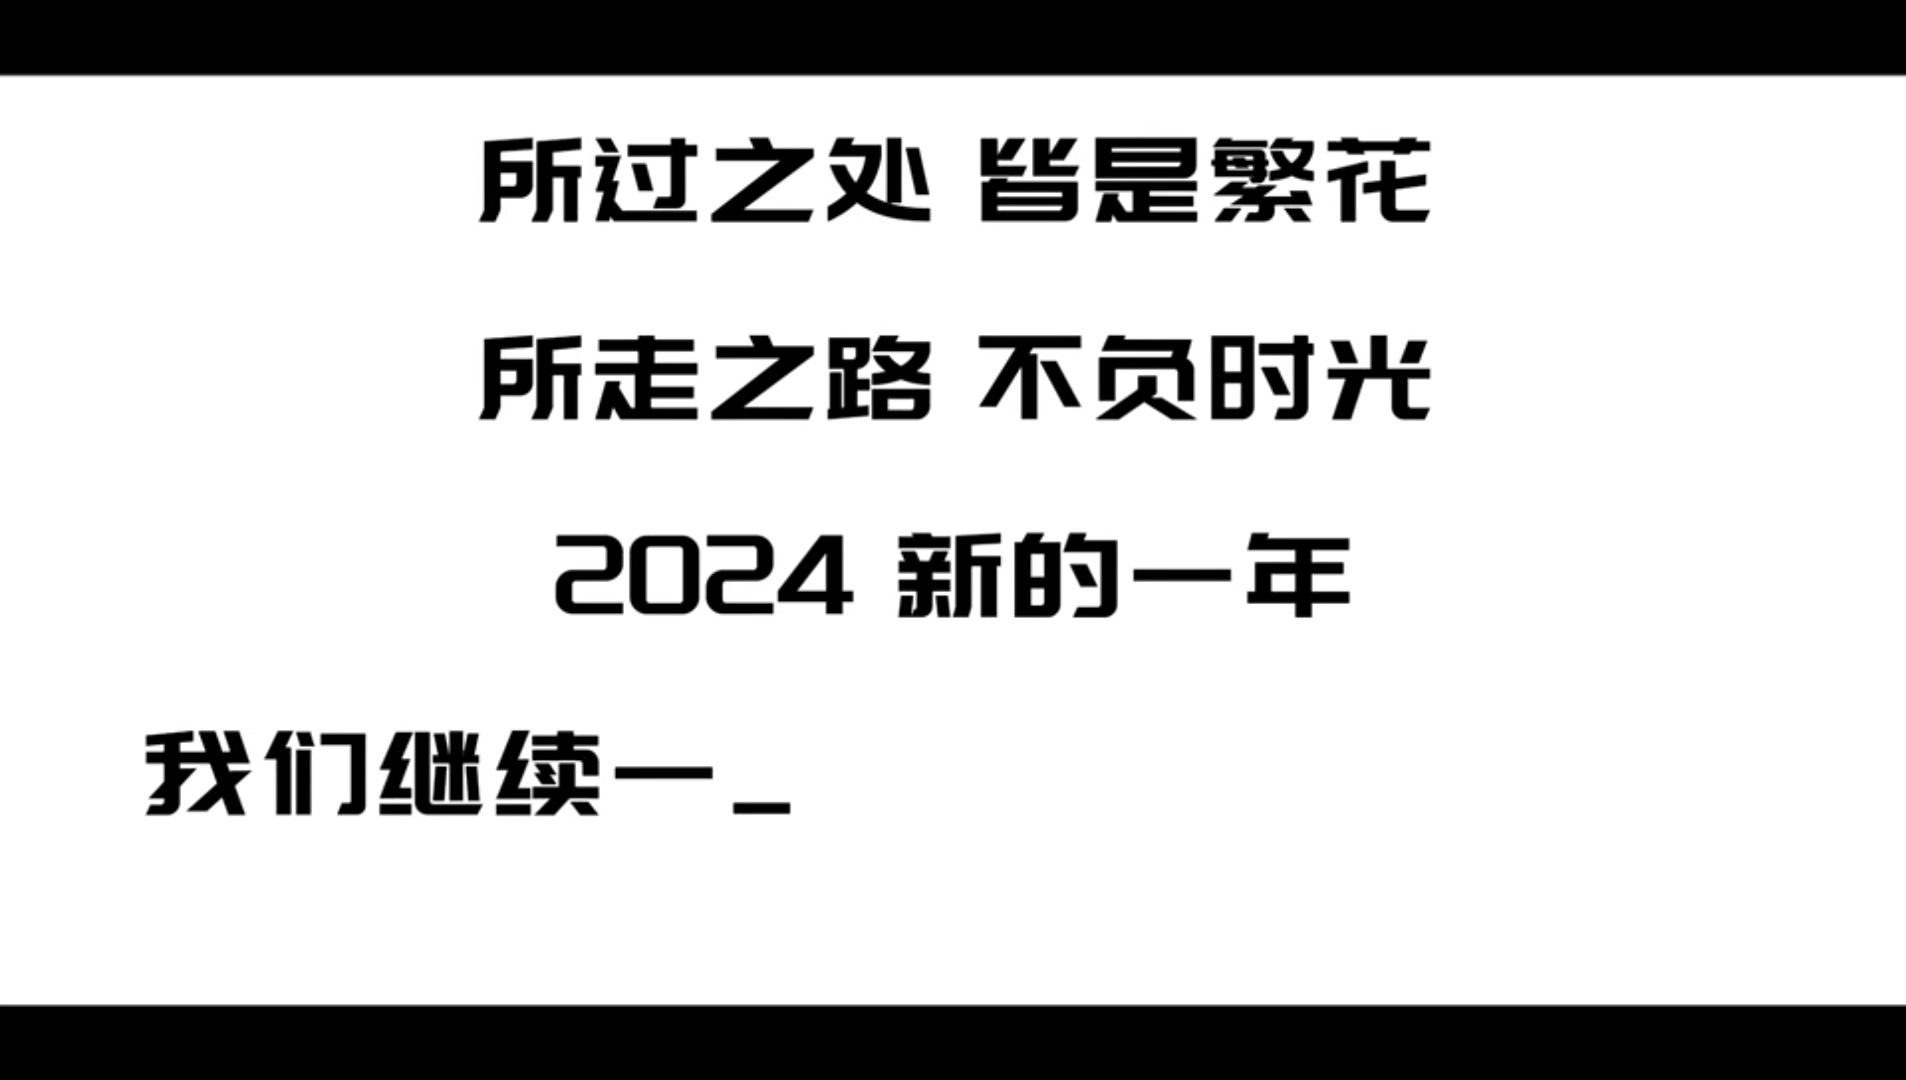 所过之处 皆是繁花
所走之路 不负时光
2024 新的一年
我们继续一_